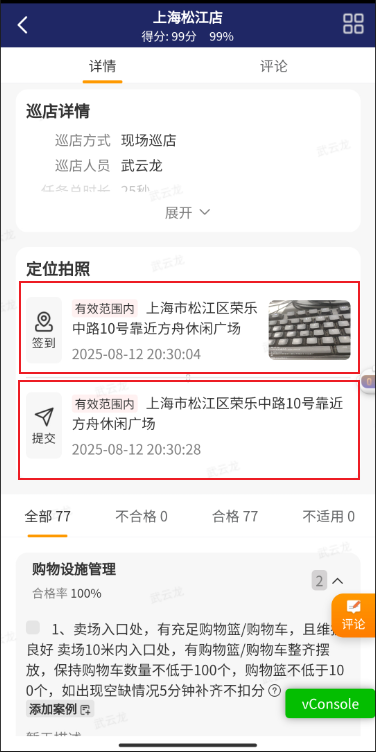 上海松江店
得分: 99分 99%
详情 评论
巡店详情
巡店方式 现场巡店
巡店人员 武云龙
任务总时长 25秒
展开
定位拍照
签到
有效范围内 上海市松江区荣乐
中路10号靠近方舟休闲广场
2025-08-12 20:30:04
提交
有效范围内 上海市松江区荣乐中路10号靠近
方舟休闲广场
2025-08-12 20:30:28
全部 77 不合格 0 合格 77 不适用 0
购物设施管理
合格率 100%
2
评论
1、卖场入口处，有充足购物篮/购物车，且维
良好 卖场10米内入口处，有购物篮/购物车整齐摆
放，保持购物车数量不低于100个，购物篮不低于10
0个，如出现空缺情况5分钟补齐不扣分
添加案例
vConsole
武云龙